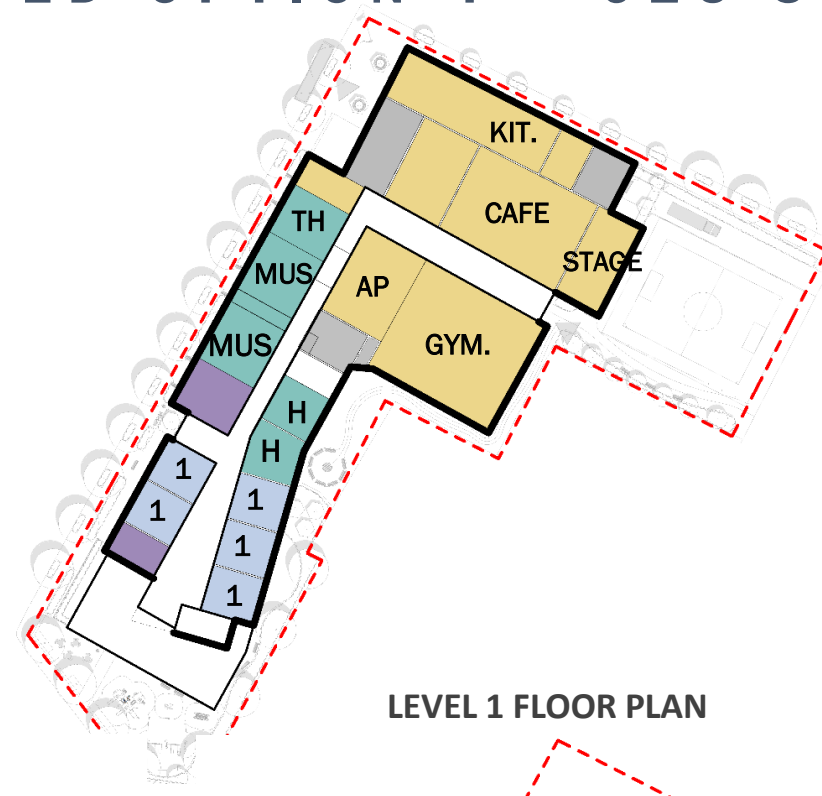 KIT.
CAFE
TH
STAGE
MUS
AP
MUS
GYM.
H
H
1
1
1
1
1
LEVEL 1 FLOOR PLAN